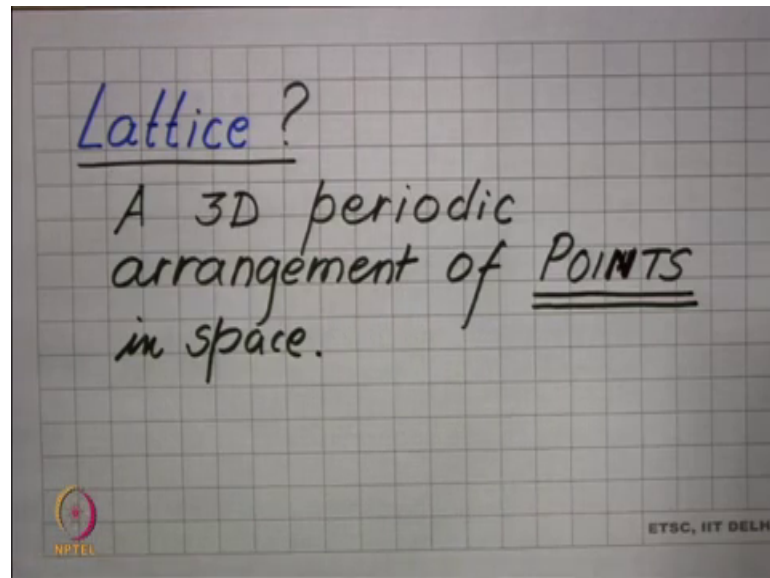 Lattice ?
A 3D periodic
arrangement of POINTS
in space.
NPTEL
ETSC, IIT DELH